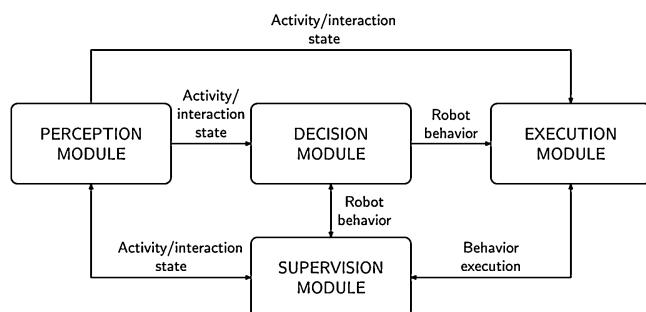 Activity/interaction
state
Activity/
interaction
state
Robot
behavior
PERCEPTION
MODULE
DECISION
MODULE
EXECUTION
MODULE
Robot
behavior
Activity/interaction
state
Behavior
execution
SUPERVISION
MODULE